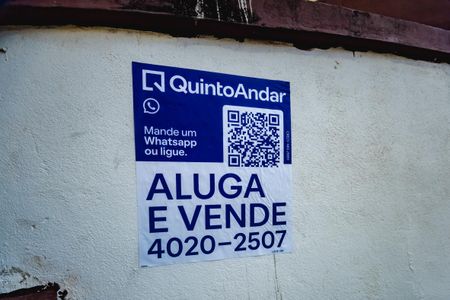 QuintoAndar
Mande um
Whatsapp
ou ligue.
ALUGA
E VENDE
4020-2507